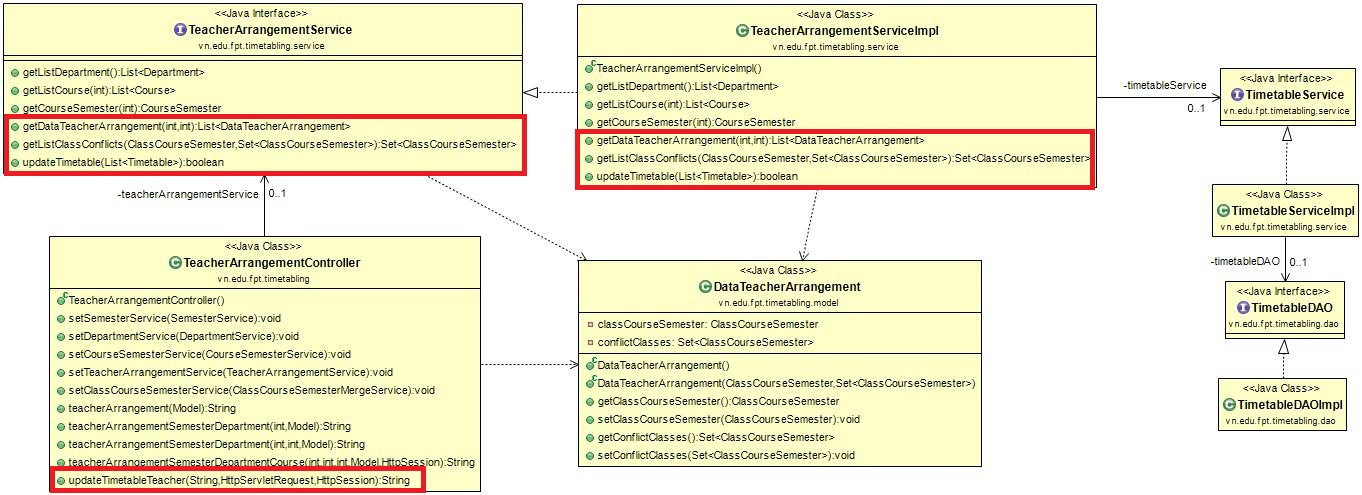 <<Java Interface>>
TeacherArrangementService
vn.edu.fpt.timetabling.service
getListDepartment():List<Department>
getListCourse(int):List<Course>
getCourseSemester(int):CourseSemester
getDataTeacherArrangement(int,int):List<DataTeacherArrangement>
getListClassConflicts(CourseSemester,Set<ClassCourseSemester>):Set<ClassCourseSemester>
updateTimetable(List<Timetable>):boolean
<<Java Class>>
TeacherArrangementServiceImpl
vn.edu.fpt.timetabling.service
TeacherArrangementServiceImpl()
getListDepartment():List<Department>
getListCourse(int):List<Course>
getCourseSemester(int):CourseSemester
getDataTeacherArrangement(int,int):List<DataTeacherArrangement>
getListClassConflicts(CourseSemester,Set<ClassCourseSemester>):Set<ClassCourseSemester>
updateTimetable(List<Timetable>):boolean
-timetableService
0..1
<<Java Interface>>
TimetableService
vn.edu.fpt.timetabling.service
<<Java Class>>
TimetableServiceImpl
vn.edu.fpt.timetabling.service
-timetableDAO 0..1
<<Java Interface>>
TimetableDAO
vn.edu.fpt.timetabling.dao
<<Java Class>>
TimetableDAOImpl
vn.edu.fpt.timetabling.dao
-teacherArrangementService 0..1
<<Java Class>>
TeacherArrangementController
vn.edu.fpt.timetabling
TeacherArrangementController()
setSemesterService(SemesterService):void
setDepartmentService(DepartmentService):void
setCourseSemesterService(CourseSemesterService):void
setTeacherArrangementService(TeacherArrangementService):void
setClassCourseSemesterService(ClassCourseSemesterMergeService):void
teacherArrangement(Model):String
teacherArrangementSemesterDepartment(int,Model):String
teacherArrangementSemesterDepartment(int,int,Model):String
teacherArrangementSemesterDepartmentCourse(int,int,int,Model,HttpSession):String
updateTimetableTeacher(String,HttpServletRequest,HttpSession):String
<<Java Class>>
DataTeacherArrangement
vn.edu.fpt.timetabling.model
classCourseSemester: ClassCourseSemester
conflictClasses: Set<ClassCourseSemester>
DataTeacherArrangement()
DataTeacherArrangement(ClassCourseSemester,Set<ClassCourseSemester>)
getClassCourseSemester():ClassCourseSemester
setClassCourseSemester(ClassCourseSemester):void
getConflictClasses():Set<ClassCourseSemester>
setConflictClasses(Set<ClassCourseSemester>):void